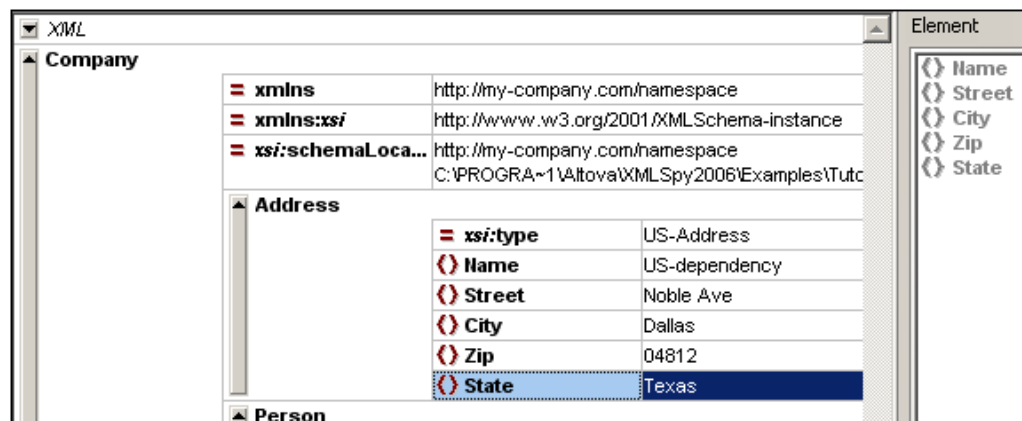 XML
Element
Company
= xmlns http://my-company.com/namespace
= xmlns:xsi http://www.w3.org/2001/XMLSchema-instance
= xsi:schemaLoca... http://my-company.com/namespace
C:\PROGRA~1\Altova\XMLSpy2006\Examples\Tuto
Address
= xsi:type US-Address
{} Name US-dependency
{} Street Noble Ave
{} City Dallas
{} Zip 04812
{} State Texas
Person
{} Name
{} Street
{} City
{} Zip
{} State